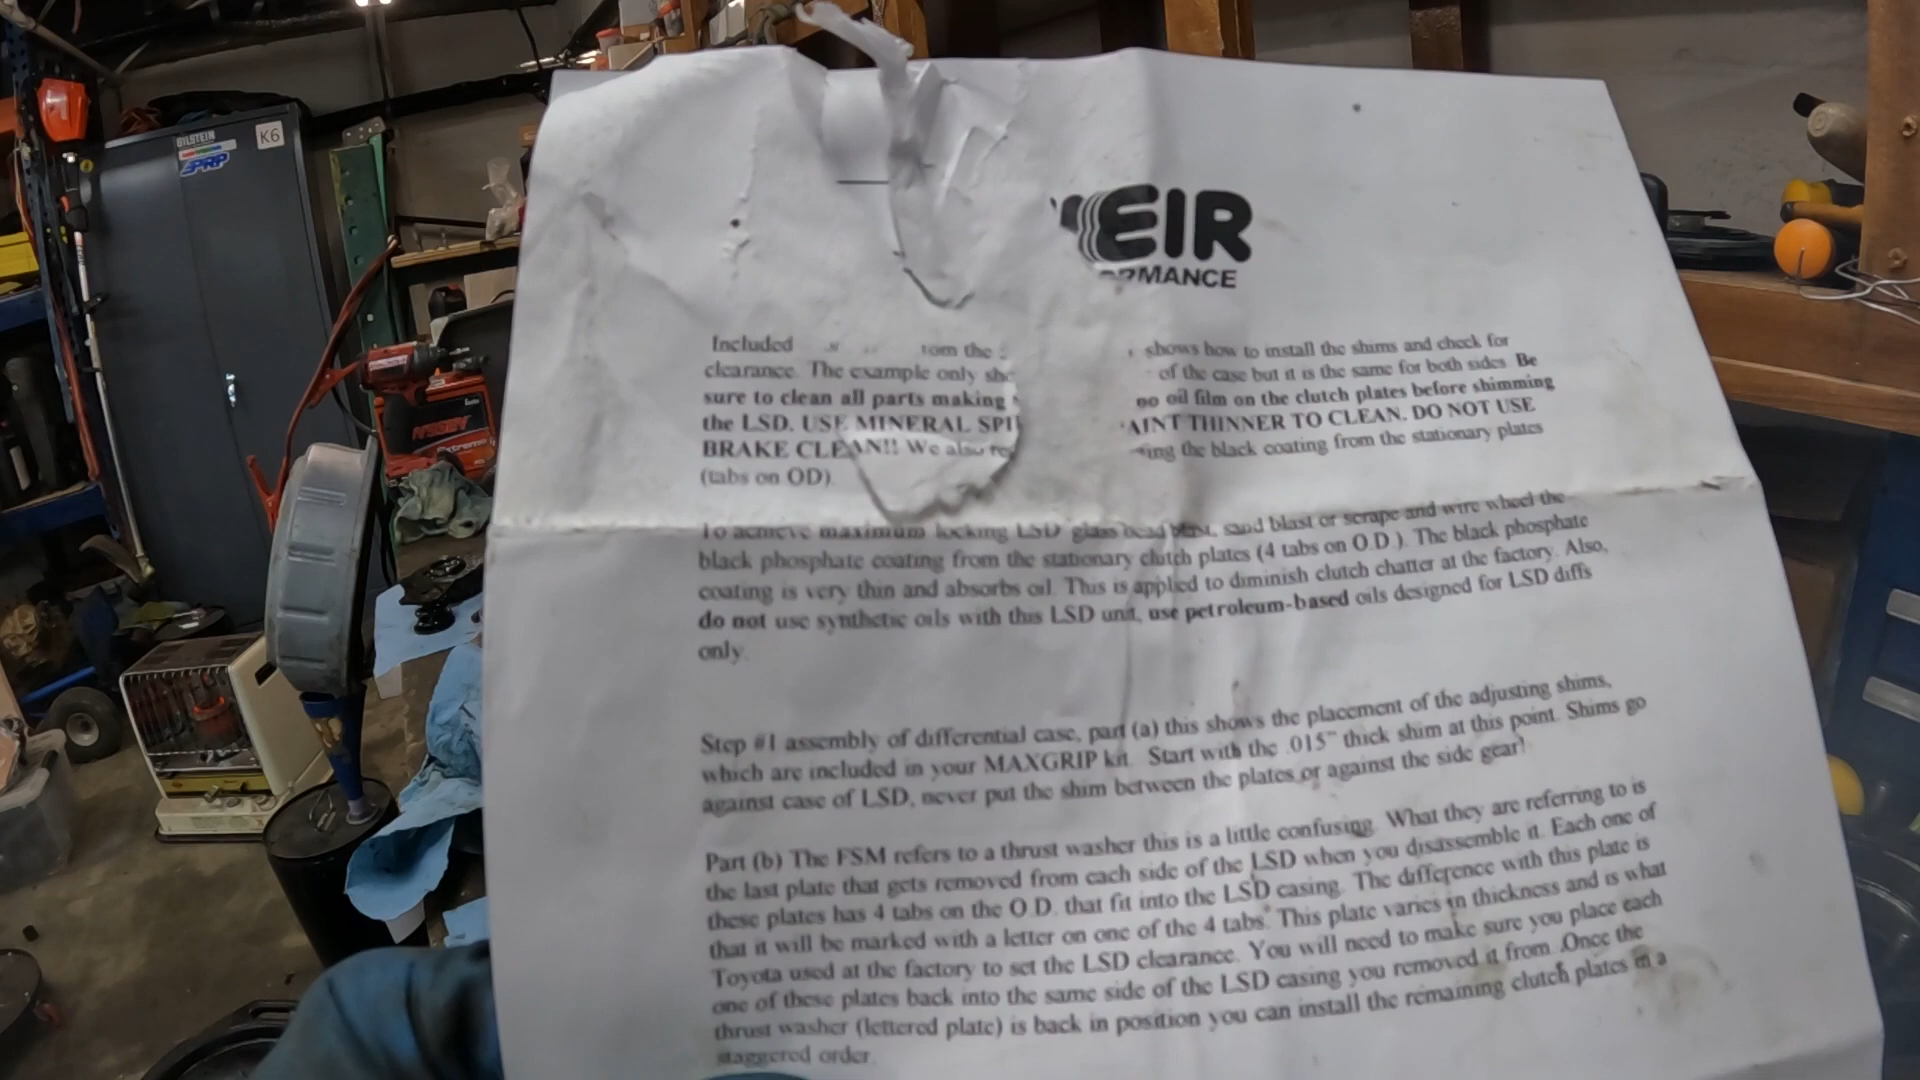 BILSTEIN
PRP
K6
EIR
RMANCE
Included the shows how to install the shims and check for
clearance. The example only of the case but it is the same for both sides. Be
sure to clean all parts making no oil film on the clutch plates before shimming
the LSD. USE MINERAL THINNER TO CLEAN. DO NOT USE
BRAKE CLEAN!! We also the black coating from the stationary plates
(tabs on OD)
To achieve maximum locking LSD glass bead blast, sand blast or scrape and wire wheel the
black phosphate coating from the stationary clutch plates (4 tabs on O.D.). The black phosphate
coating is very thin and absorbs oil. This is applied to diminish clutch chatter at the factory. Also,
do not use synthetic oils with this LSD unit, use petroleum-based oils designed for LSD diffs
only.
Step #1 assembly of differential case, part (a) this shows the placement of the adjusting shims,
which are included in your MAXGRIP kit. Start with the .015" thick shim at this point. Shims go
against case of LSD, never put the shim between the plates or against the side gear!
Part (b) The FSM refers to a thrust washer this is a little confusing. What they are referring to is
the last plate that gets removed from each side of the LSD when you disassemble it. Each one of
these plates has 4 tabs on the O.D. that fit into the LSD casing. The difference with this plate is
that it will be marked with a letter on one of the 4 tabs. This plate varies in thickness and is what
Toyota used at the factory to set the LSD clearance. You will need to make sure you place each
one of these plates back into the same side of the LSD casing you removed it from .Once the
thrust washer (lettered plate) is back in position you can install the remaining clutch plates in a
staggered order.